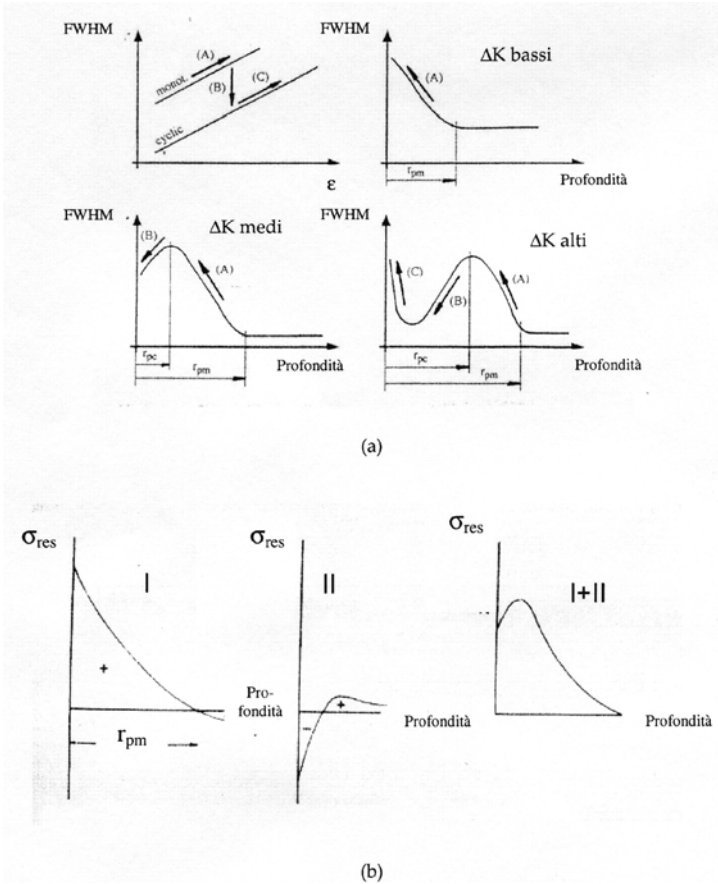 FWHM
(A)
monot.
(B)
(C)
cyclic
ε
FWHM
ΔK bassi
(A)
r_pm
Profondità
FWHM
ΔK medi
(B)
(A)
r_pc
r_pm
Profondità
FWHM
ΔK alti
(C)
(B)
(A)
r_pc
r_pm
Profondità
(a)
σ_res
I
+
Pro-
fondità
r_pm
σ_res
II
+
−
Profondità
σ_res
I+II
Profondità
(b)